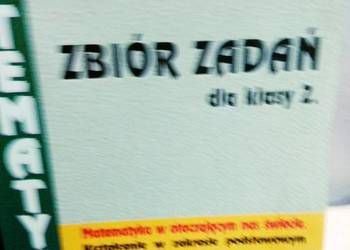 TEMATY
ZBIÓR ZADAŃ
dla klasy 2.
Matematyka w otaczającym nas świecie.
Kształcenie w zakresie podstawowym